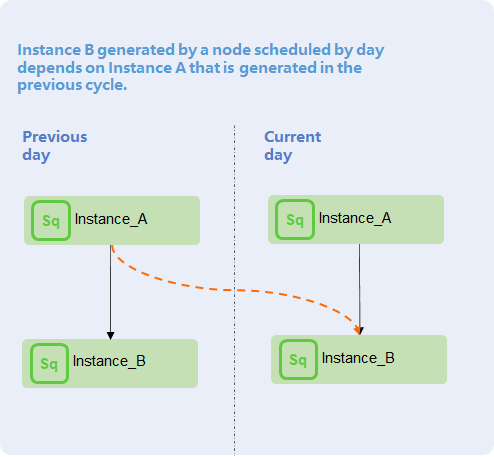 Instance B generated by a node scheduled by day
depends on Instance A that is generated in the
previous cycle.
Previous
day
Current
day
Sq Instance_A
Sq Instance_A
Sq Instance_B
Sq Instance_B